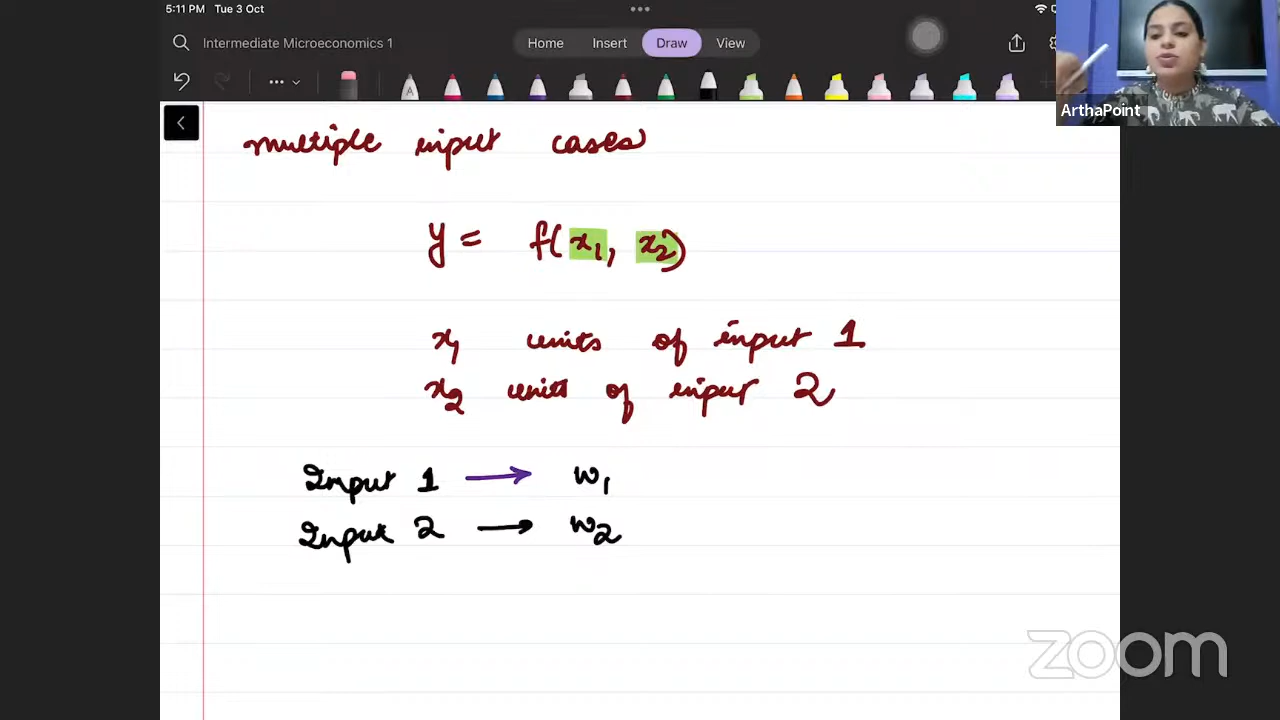 5:11 PM Tue 3 Oct
Intermediate Microeconomics 1
Home Insert Draw View
A
ArthaPoint
multiple input cases
y = f(x1, x2)
x1 units of input 1
x2 units of input 2
Input 1 → w1
Input 2 → w2
zoom